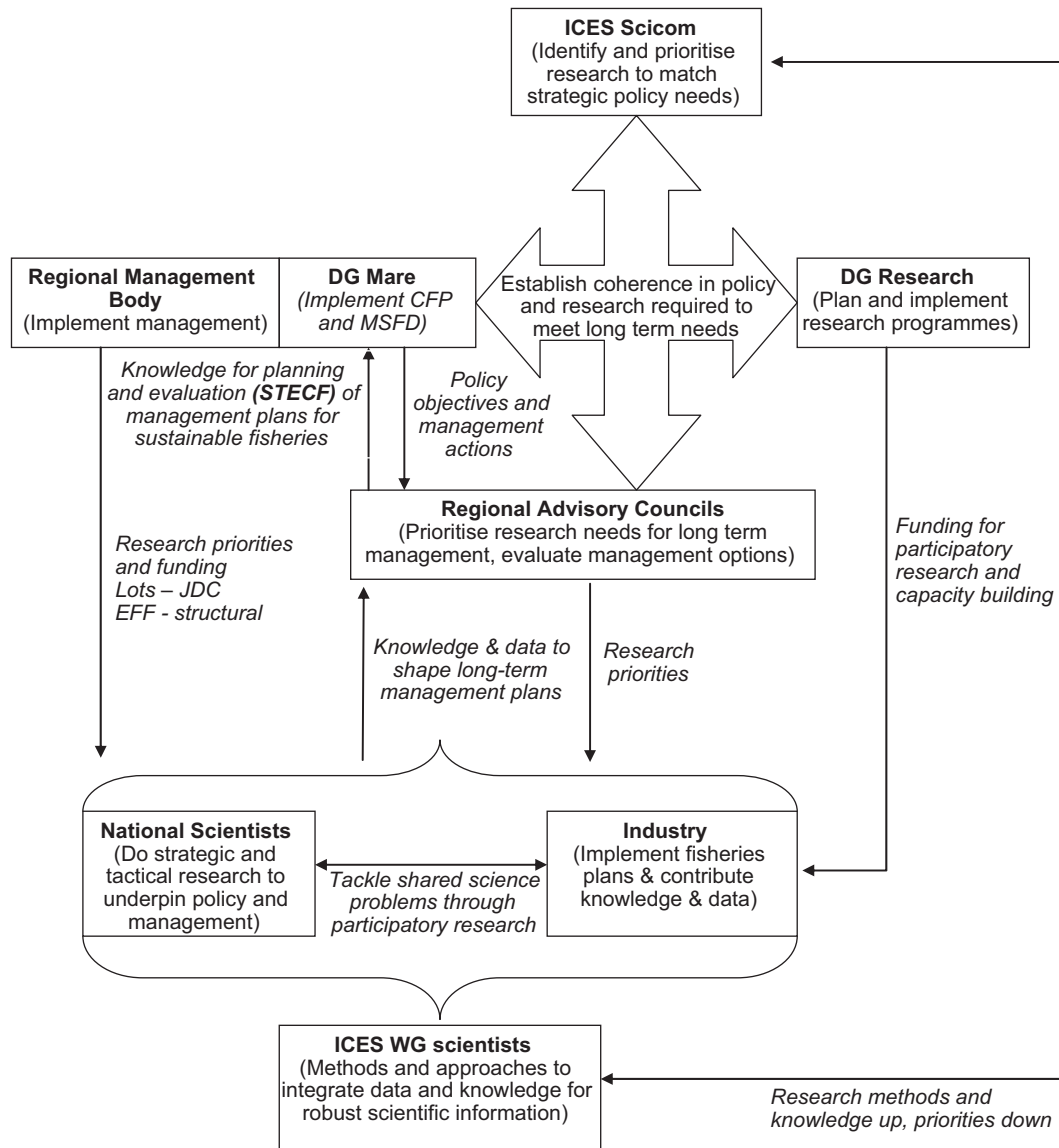 ICES Scicom
(Identify and prioritise
research to match
strategic policy needs)
Regional Management
Body
(Implement management)
DG Mare
(Implement CFP
and MSFD)
Establish coherence in policy
and research required to
meet long term needs
DG Research
(Plan and implement
research programmes)
Knowledge for planning
and evaluation (STECF) of
management plans for
sustainable fisheries
Policy
objectives and
management
actions
Regional Advisory Councils
(Prioritise research needs for long term
management, evaluate management options)
Research priorities
and funding
Lots – JDC
EFF - structural
Funding for
participatory
research and
capacity building
Knowledge & data to
shape long-term
management plans
Research
priorities
National Scientists
(Do strategic and
tactical research to
underpin policy and
management)
Tackle shared science
problems through
participatory research
Industry
(Implement fisheries
plans & contribute
knowledge & data)
ICES WG scientists
(Methods and approaches to
integrate data and knowledge for
robust scientific information)
Research methods and
knowledge up, priorities down